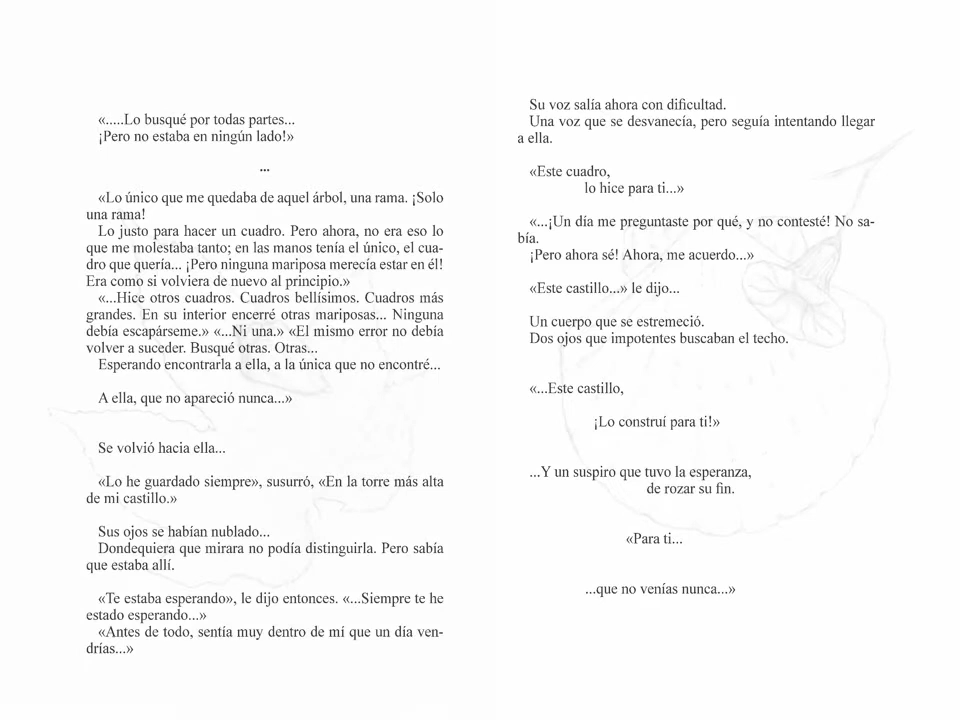 «.....Lo busqué por todas partes...
¡Pero no estaba en ningún lado!»
...
«Lo único que me quedaba de aquel árbol, una rama. ¡Solo
una rama!
Lo justo para hacer un cuadro. Pero ahora, no era eso lo
que me molestaba tanto; en las manos tenía el único, el cua-
dro que quería... ¡Pero ninguna mariposa merecía estar en él!
Era como si volviera de nuevo al principio.»
«...Hice otros cuadros. Cuadros bellísimos. Cuadros más
grandes. En su interior encerré otras mariposas... Ninguna
debía escapárseme.» «...Ni una.» «El mismo error no debía
volver a suceder. Busqué otras. Otras...
Esperando encontrarla a ella, a la única que no encontré...
A ella, que no apareció nunca...»
Se volvió hacia ella...
«Lo he guardado siempre», susurró, «En la torre más alta
de mi castillo.»
Sus ojos se habían nublado...
Dondequiera que mirara no podía distinguirla. Pero sabía
que estaba allí.
«Te estaba esperando», le dijo entonces. «...Siempre te he
estado esperando...»
«Antes de todo, sentía muy dentro de mí que un día ven-
drías...»
Su voz salía ahora con dificultad.
Una voz que se desvanecía, pero seguía intentando llegar
a ella.
«Este cuadro,
lo hice para ti...»
«...¡Un día me preguntaste por qué, y no contesté! No sa-
bía.
¡Pero ahora sé! Ahora, me acuerdo...»
«Este castillo...» le dijo...
Un cuerpo que se estremeció.
Dos ojos que impotentes buscaban el techo.
«...Este castillo,
¡Lo construí para ti!»
...Y un suspiro que tuvo la esperanza,
de rozar su fin.
«Para ti...
...que no venías nunca...»